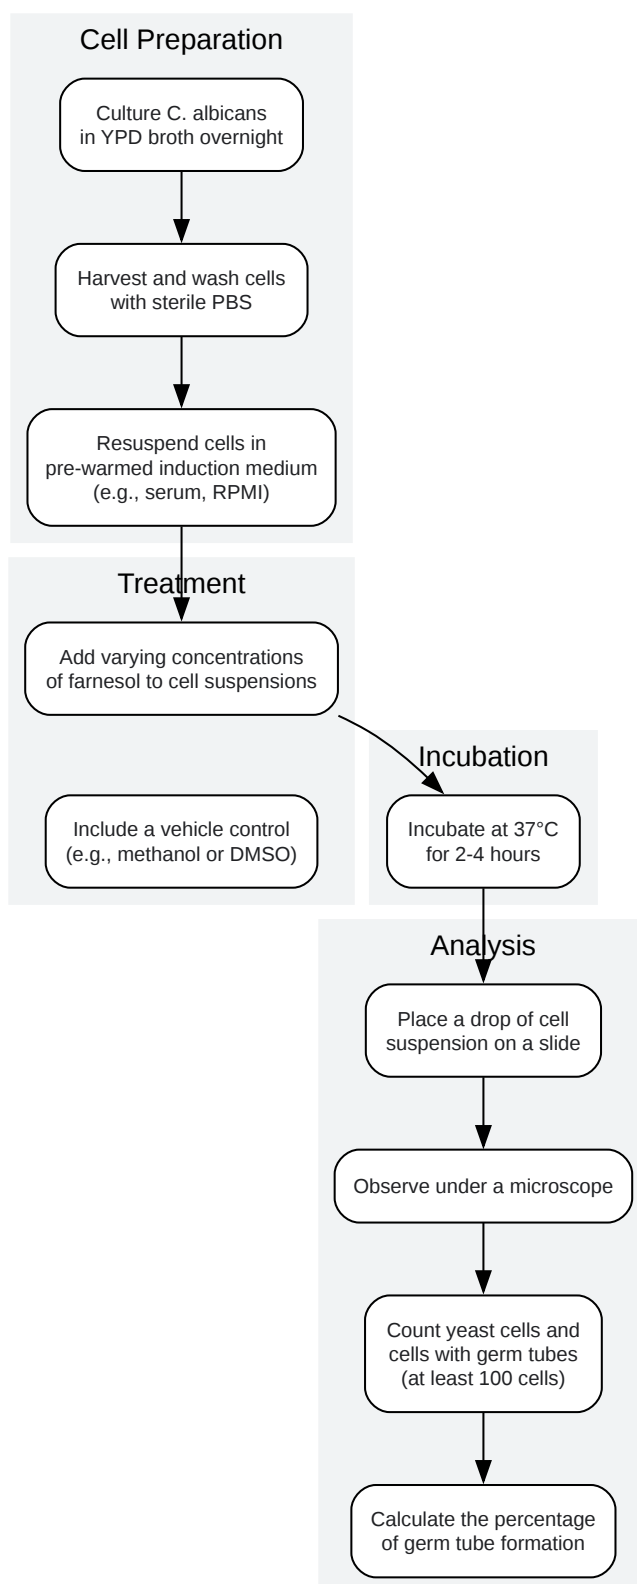 Cell Preparation
Culture C. albicans
in YPD broth overnight
Harvest and wash cells
with sterile PBS
Resuspend cells in
pre-warmed induction medium
(e.g., serum, RPMI)
Treatment
Add varying concentrations
of farnesol to cell suspensions
Include a vehicle control
(e.g., methanol or DMSO)
Incubation
Incubate at 37°C
for 2-4 hours
Analysis
Place a drop of cell
suspension on a slide
Observe under a microscope
Count yeast cells and
cells with germ tubes
(at least 100 cells)
Calculate the percentage
of germ tube formation